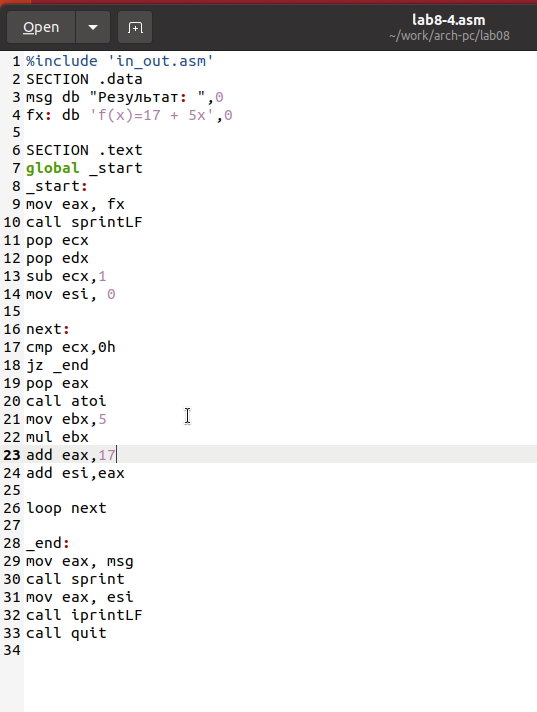 Open
lab8-4.asm
~/work/arch-pc/lab08
1 %include 'in_out.asm'
2 SECTION .data
3 msg db "Результат: ",0
4 fx: db 'f(x)=17 + 5x',0
5
6 SECTION .text
7 global _start
8 _start:
9 mov eax, fx
10 call sprintLF
11 pop ecx
12 pop edx
13 sub ecx,1
14 mov esi, 0
15
16 next:
17 cmp ecx,0h
18 jz _end
19 pop eax
20 call atoi
21 mov ebx,5
22 mul ebx
23 add eax,17
24 add esi,eax
25
26 loop next
27
28 _end:
29 mov eax, msg
30 call sprint
31 mov eax, esi
32 call iprintLF
33 call quit
34